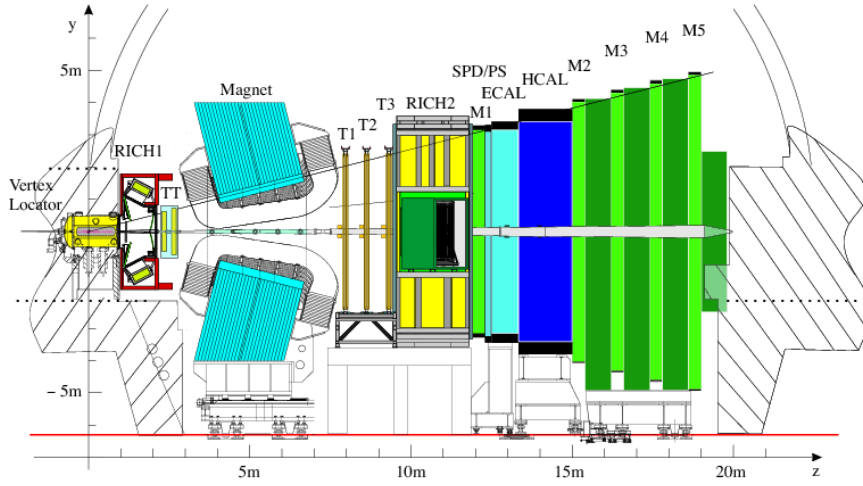 y
M5
M4
M3
M2
5m
SPD/PS
HCAL
ECAL
Magnet
T3
RICH2
M1
T2
T1
RICH1
TT
Vertex
Locator
− 5m
5m
10m
15m
20m
z